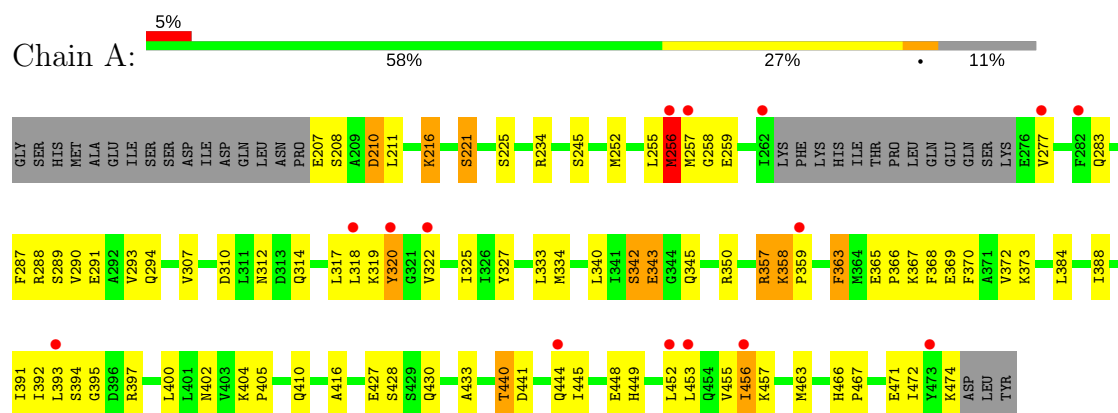 5%
Chain A:
58% 27% • 11%
GLY SER HIS MET ALA GLU ILE SER SER ASP ILE ASP GLN LEU ASN PRO E207 S208 A209 D210 L211 K216 S221 S225 R234 S245 M252 L255 M256 M257 G258 E259 I262 LYS PHE LYS HIS ILE THR PRO LEU GLN GLU GLN SER LYS E276 V277 F282 Q283
F287 R288 S289 V290 E291 A292 V293 Q294 V307 D310 L311 N312 D313 Q314 L317 L318 K319 Y320 G321 V322 I325 I326 Y327 L333 M334 L340 I341 S342 E343 G344 Q345 R350 R357 K358 P359 F363 M364 E365 P366 K367 F368 E369 F370 A371 V372 K373 L384 I388
I391 I392 L393 S394 G395 D396 R397 L400 L401 N402 V403 K404 P405 Q410 A416 E427 S428 S429 Q430 A433 T440 D441 Q444 I445 E448 H449 L452 L453 Q454 V455 I456 K457 M463 H466 P467 E471 I472 Y473 K474 ASP LEU TYR